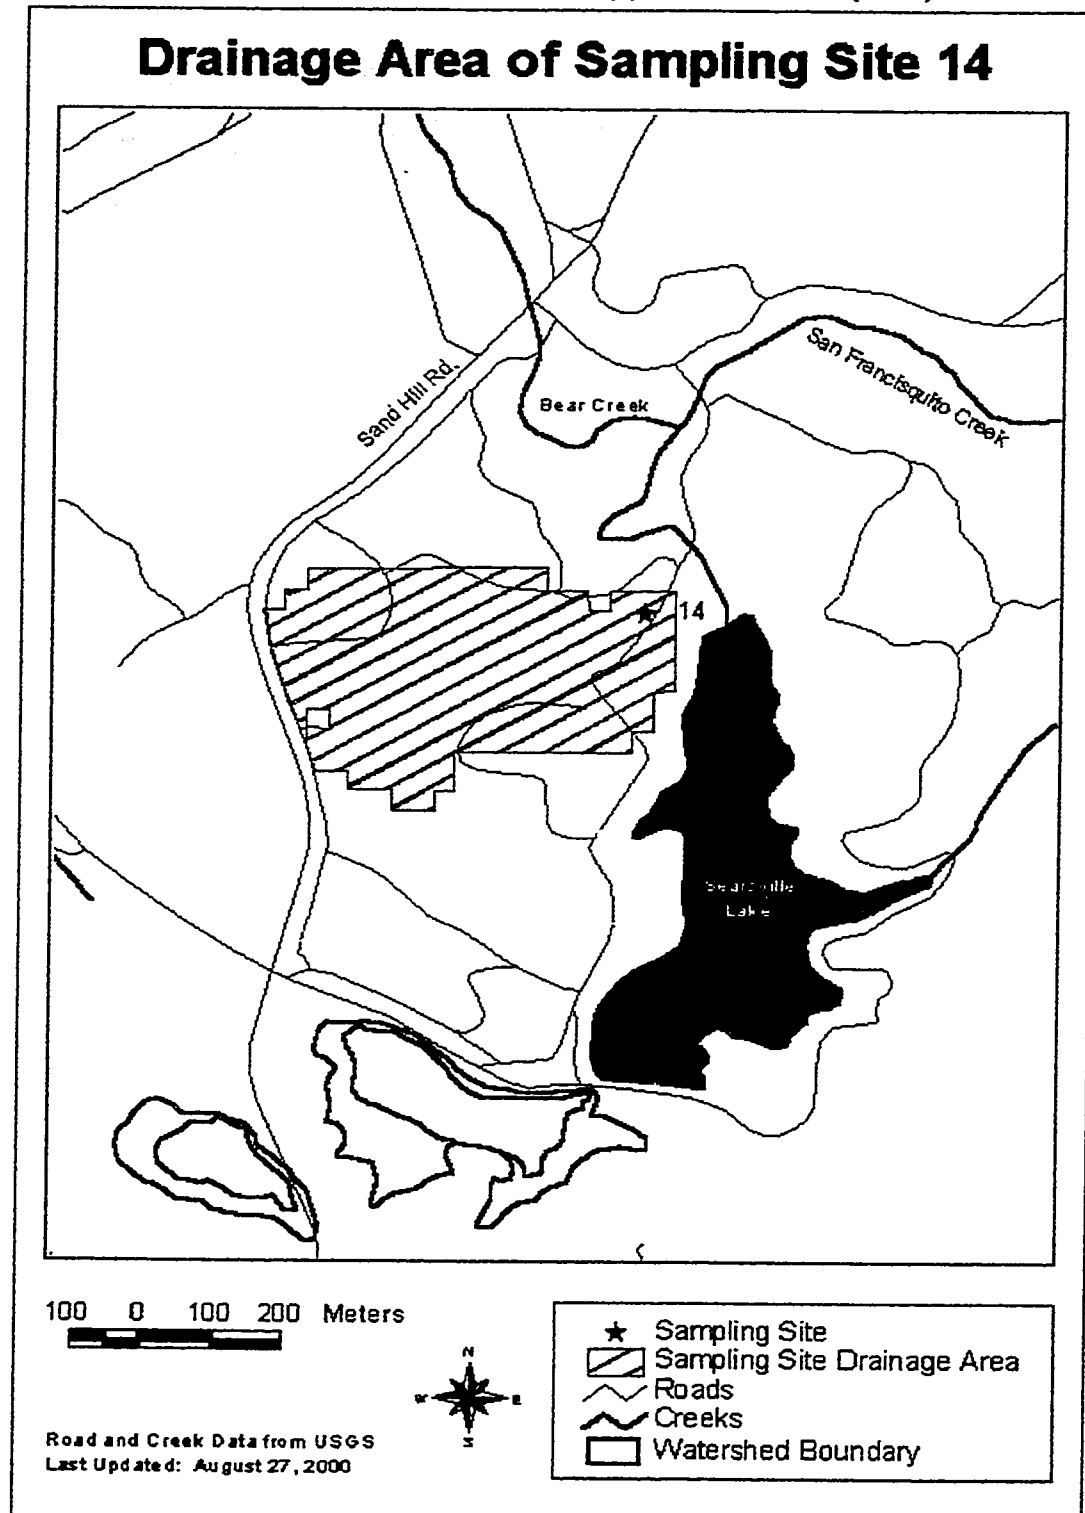 Drainage Area of Sampling Site 14
Sand Hill Rd.
Bear Creek
San Francisquito Creek
14
Searsville
Lake
100 0 100 200 Meters
N
E
S
Road and Creek Data from USGS
Last Updated: August 27, 2000
Sampling Site
Sampling Site Drainage Area
Roads
Creeks
Watershed Boundary